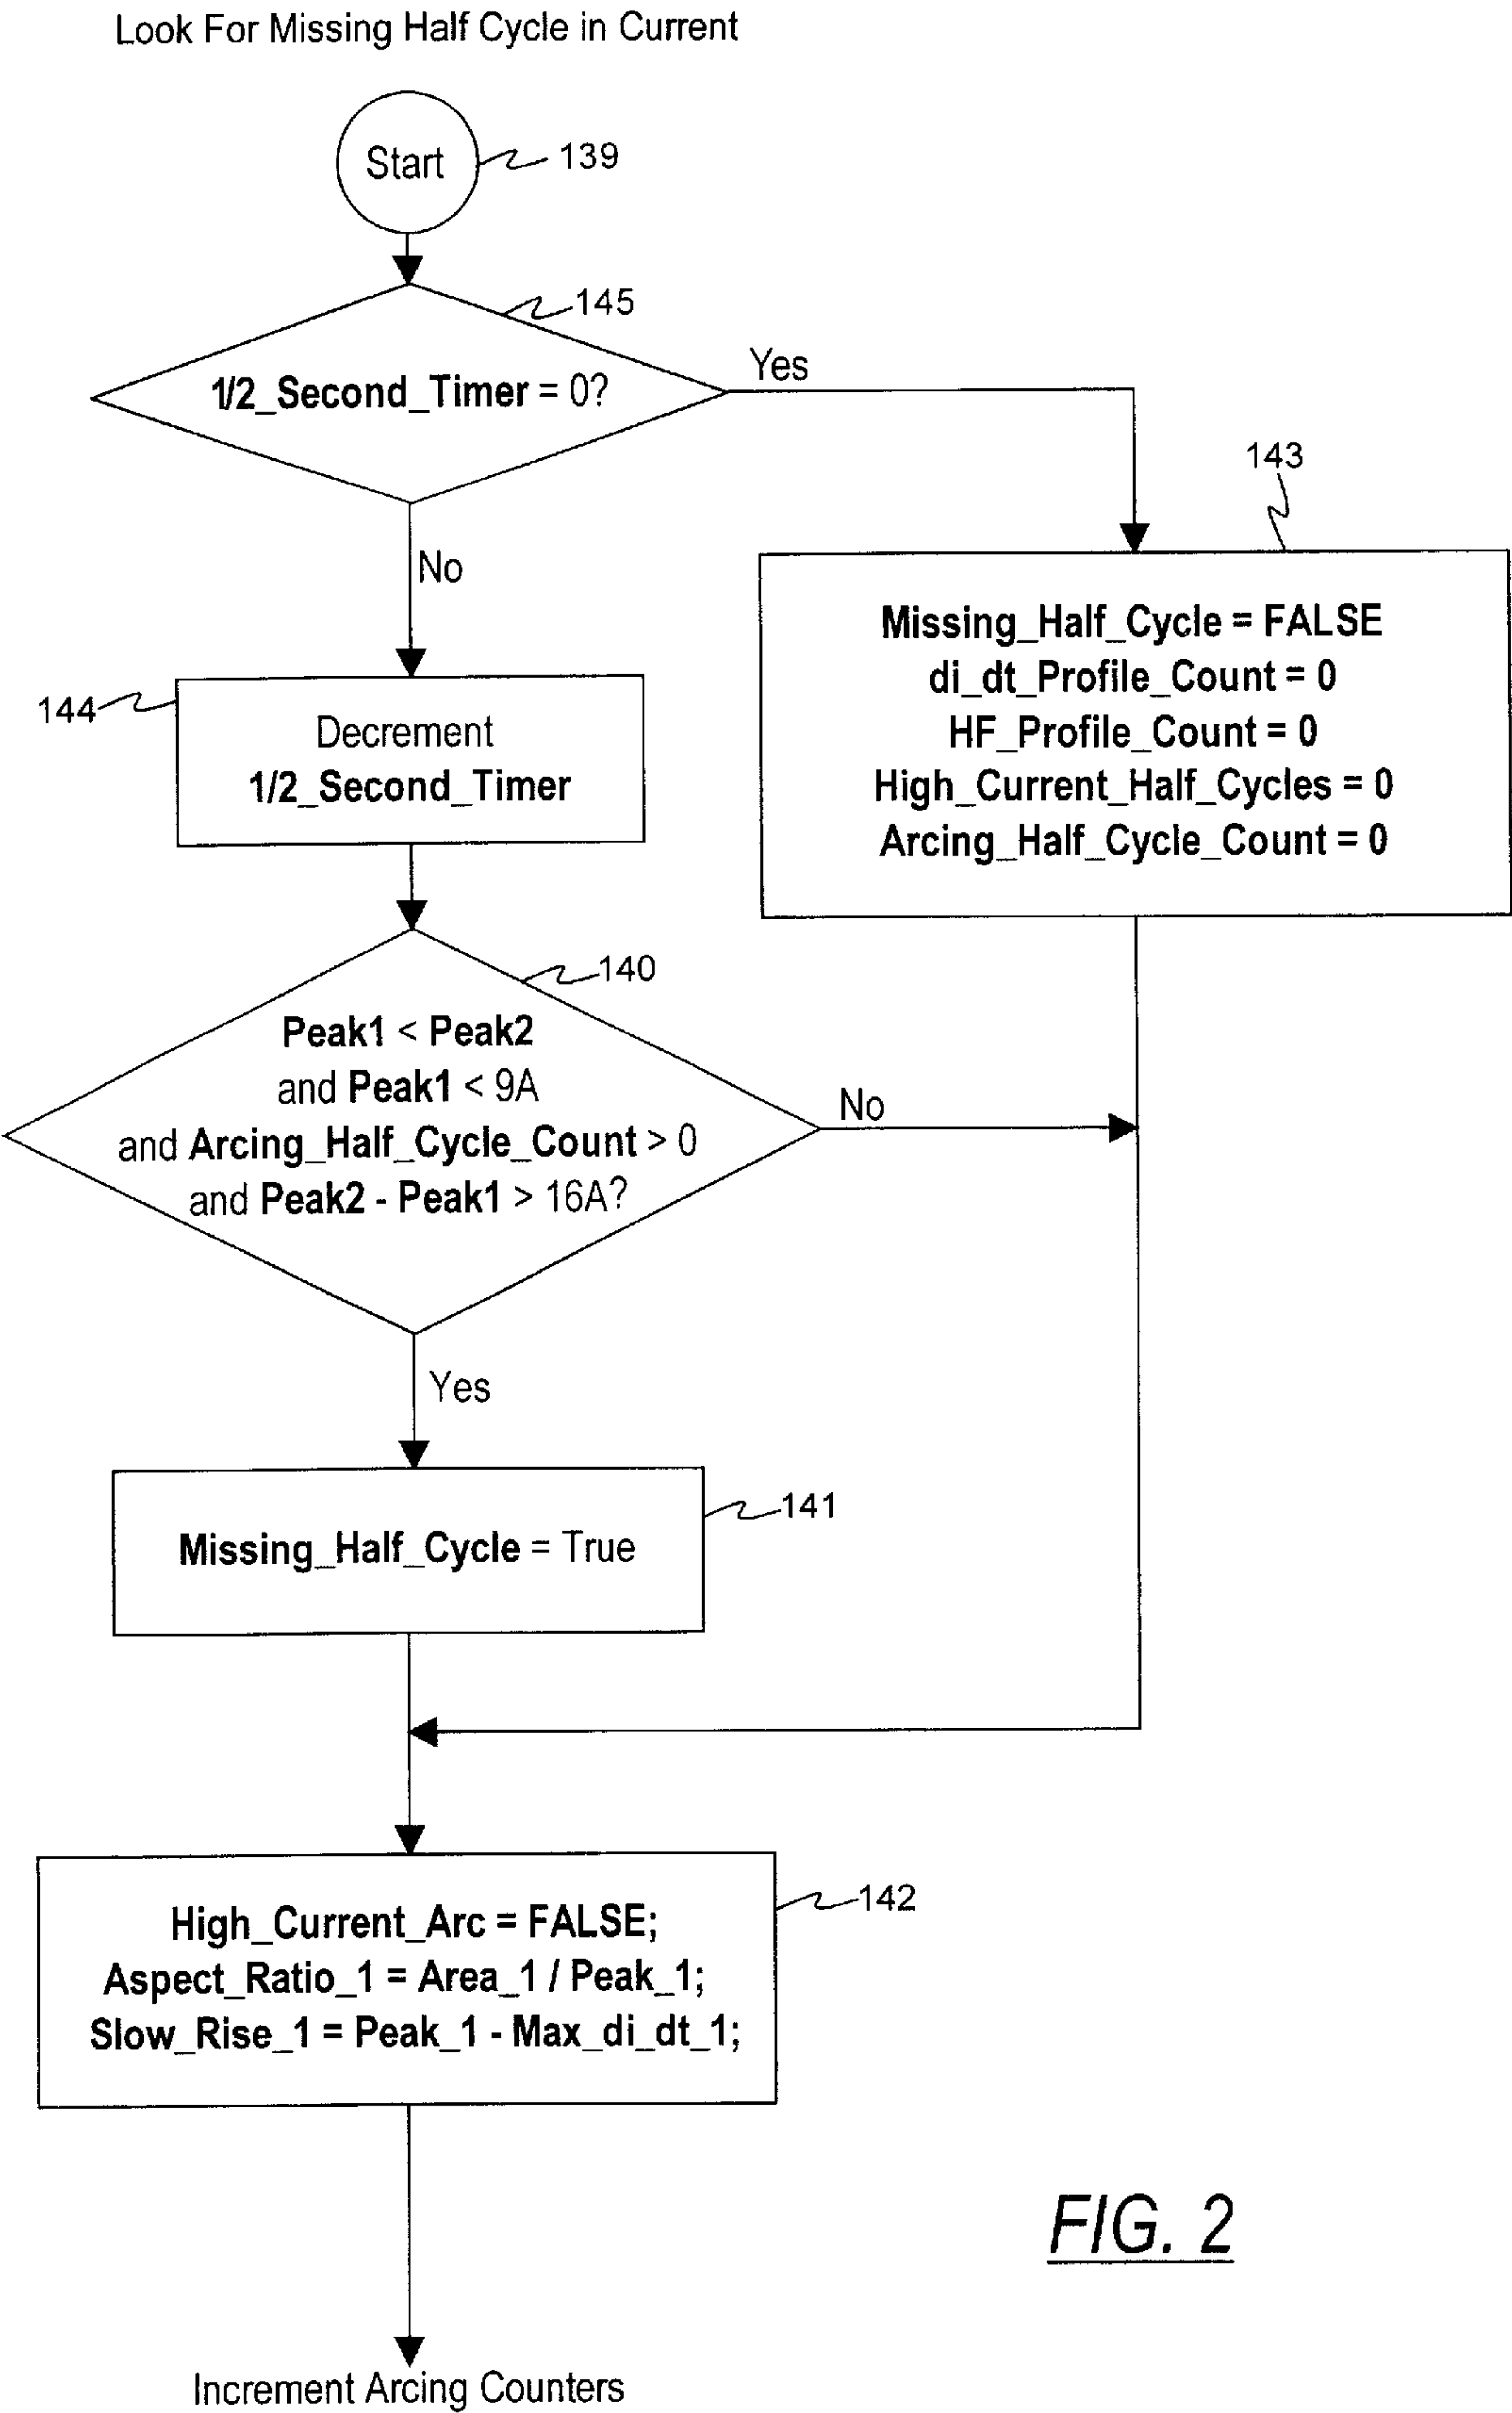 Look For Missing Half Cycle in Current
Start
139
145
1/2_Second_Timer = 0?
Yes
No
143
Missing_Half_Cycle = FALSE
di_dt_Profile_Count = 0
HF_Profile_Count = 0
High_Current_Half_Cycles = 0
Arcing_Half_Cycle_Count = 0
144
Decrement
1/2_Second_Timer
140
Peak1 < Peak2
and Peak1 < 9A
and Arcing_Half_Cycle_Count > 0
and Peak2 - Peak1 > 16A?
No
Yes
141
Missing_Half_Cycle = True
142
High_Current_Arc = FALSE;
Aspect_Ratio_1 = Area_1 / Peak_1;
Slow_Rise_1 = Peak_1 - Max_di_dt_1;
Increment Arcing Counters
FIG. 2